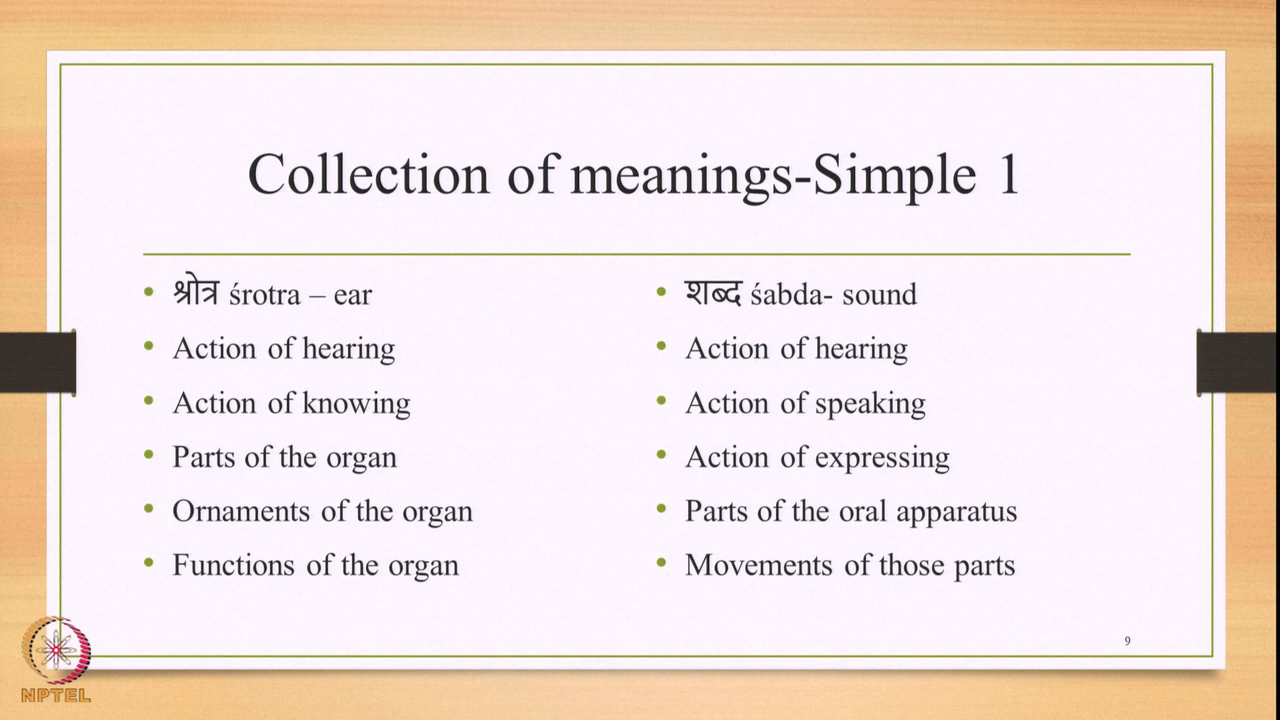 Collection of meanings-Simple 1
श्रोत्र śrotra – ear
Action of hearing
Action of knowing
Parts of the organ
Ornaments of the organ
Functions of the organ
शब्द śabda- sound
Action of hearing
Action of speaking
Action of expressing
Parts of the oral apparatus
Movements of those parts
9
NPTEL